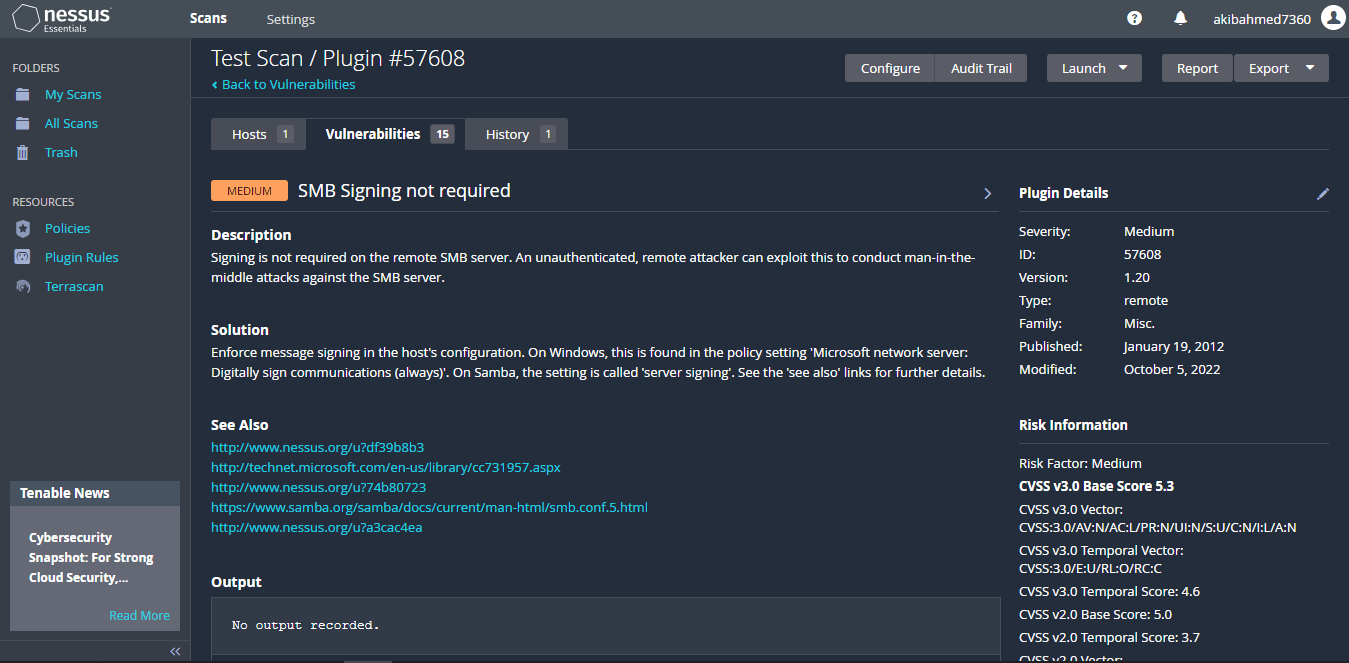 nessus
Essentials
Scans
Settings
akibahmed7360
FOLDERS
My Scans
All Scans
Trash
RESOURCES
Policies
Plugin Rules
Terrascan
Tenable News
Cybersecurity
Snapshot: For Strong
Cloud Security,...
Read More
Test Scan / Plugin #57608
Back to Vulnerabilities
Configure
Audit Trail
Launch
Report
Export
Hosts 1
Vulnerabilities 15
History 1
MEDIUM SMB Signing not required
Description
Signing is not required on the remote SMB server. An unauthenticated, remote attacker can exploit this to conduct man-in-the-
middle attacks against the SMB server.
Solution
Enforce message signing in the host's configuration. On Windows, this is found in the policy setting 'Microsoft network server:
Digitally sign communications (always)'. On Samba, the setting is called 'server signing'. See the 'see also' links for further details.
See Also
http://www.nessus.org/u?df39b8b3
http://technet.microsoft.com/en-us/library/cc731957.aspx
http://www.nessus.org/u?74b80723
https://www.samba.org/samba/docs/current/man-html/smb.conf.5.html
http://www.nessus.org/u?a3cac4ea
Output
No output recorded.
Plugin Details
Severity: Medium
ID: 57608
Version: 1.20
Type: remote
Family: Misc.
Published: January 19, 2012
Modified: October 5, 2022
Risk Information
Risk Factor: Medium
CVSS v3.0 Base Score 5.3
CVSS v3.0 Vector:
CVSS:3.0/AV:N/AC:L/PR:N/UI:N/S:U/C:N/I:L/A:N
CVSS v3.0 Temporal Vector:
CVSS:3.0/E:U/RL:O/RC:C
CVSS v3.0 Temporal Score: 4.6
CVSS v2.0 Base Score: 5.0
CVSS v2.0 Temporal Score: 3.7
CVSS v2.0 Vector: